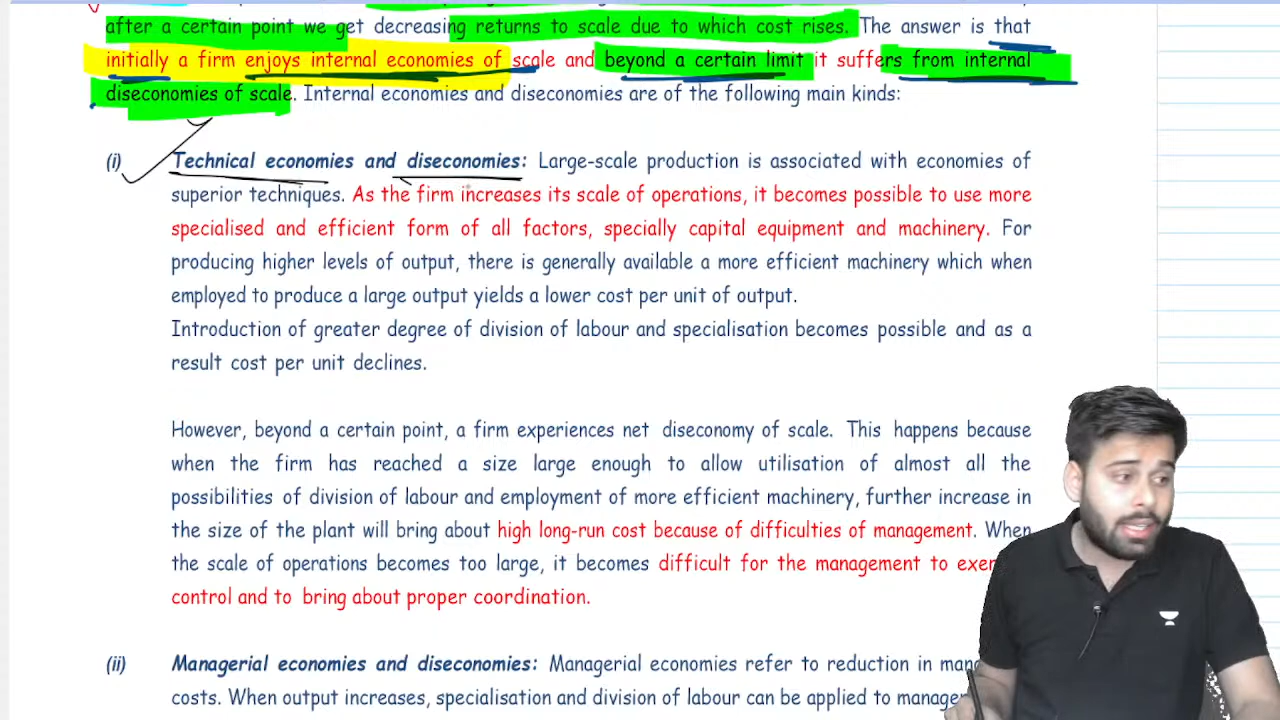 after a certain point we get decreasing returns to scale due to which cost rises. The answer is that
initially a firm enjoys internal economies of scale and beyond a certain limit it suffers from internal
diseconomies of scale. Internal economies and diseconomies are of the following main kinds:
(i) Technical economies and diseconomies: Large-scale production is associated with economies of
superior techniques. As the firm increases its scale of operations, it becomes possible to use more
specialised and efficient form of all factors, specially capital equipment and machinery. For
producing higher levels of output, there is generally available a more efficient machinery which when
employed to produce a large output yields a lower cost per unit of output.
Introduction of greater degree of division of labour and specialisation becomes possible and as a
result cost per unit declines.
However, beyond a certain point, a firm experiences net diseconomy of scale. This happens because
when the firm has reached a size large enough to allow utilisation of almost all the
possibilities of division of labour and employment of more efficient machinery, further increase in
the size of the plant will bring about high long-run cost because of difficulties of management. When
the scale of operations becomes too large, it becomes difficult for the management to
control and to bring about proper coordination.
(ii) Managerial economies and diseconomies: Managerial economies refer to reduction in
costs. When output increases, specialisation and division of labour can be applied to